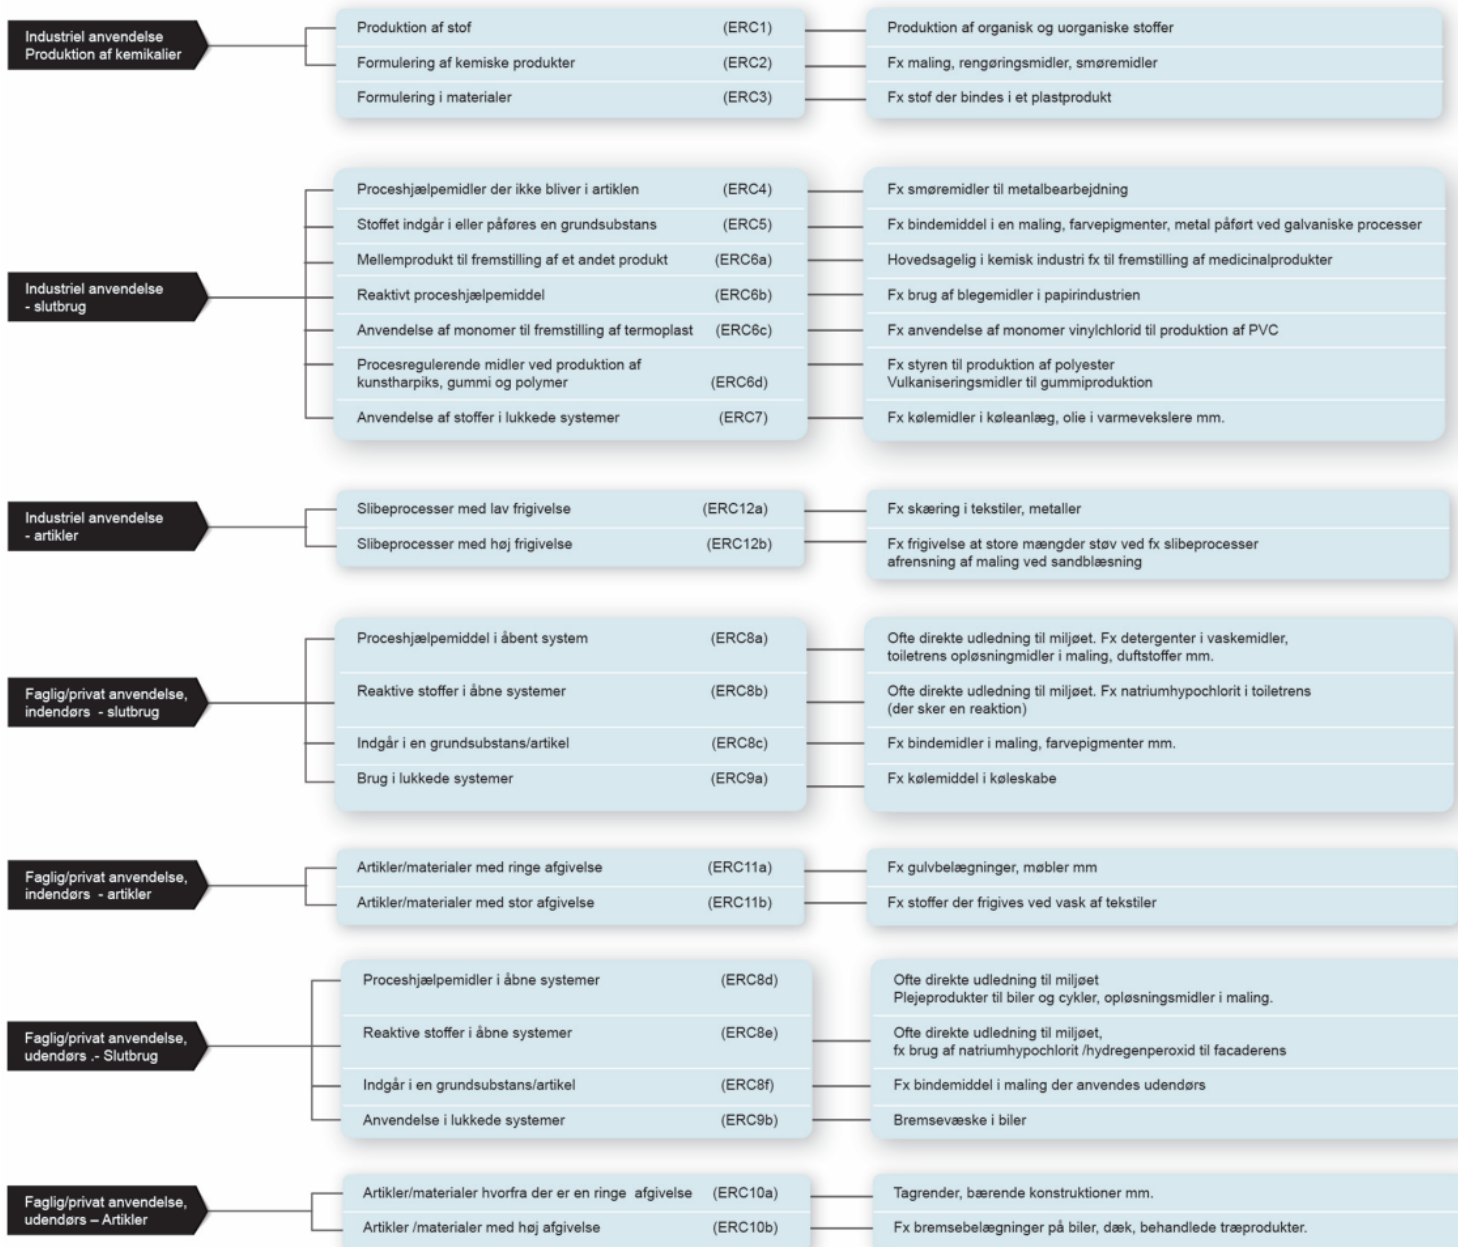 Industriel anvendelse
Produktion af kemikalier
Produktion af stof (ERC1) Produktion af organisk og uorganiske stoffer
Formulering af kemiske produkter (ERC2) Fx maling, rengøringsmidler, smøremidler
Formulering i materialer (ERC3) Fx stof der bindes i et plastprodukt
Industriel anvendelse
- slutbrug
Proceshjælpemidler der ikke bliver i artiklen (ERC4) Fx smøremidler til metalbearbejdning
Stoffet indgår i eller påføres en grundsubstans (ERC5) Fx bindemiddel i en maling, farvepigmenter, metal påført ved galvaniske processer
Mellemprodukt til fremstilling af et andet produkt (ERC6a) Hovedsagelig i kemisk industri fx til fremstilling af medicinalprodukter
Reaktivt proceshjælpemiddel (ERC6b) Fx brug af blegemidler i papirindustrien
Anvendelse af monomer til fremstilling af termoplast (ERC6c) Fx anvendelse af monomer vinylchlorid til produktion af PVC
Procesregulerende midler ved produktion af
kunstharpiks, gummi og polymer (ERC6d)
Fx styren til produktion af polyester
Vulkaniseringsmidler til gummiproduktion
Anvendelse af stoffer i lukkede systemer (ERC7) Fx kølemidler i køleanlæg, olie i varmevekslere mm.
Industriel anvendelse
- artikler
Slibeprocesser med lav frigivelse (ERC12a) Fx skæring i tekstiler, metaller
Slibeprocesser med høj frigivelse (ERC12b) Fx frigivelse at store mængder støv ved fx slibeprocesser
afrensning af maling ved sandblæsning
Faglig/privat anvendelse,
indendørs - slutbrug
Proceshjælpemiddel i åbent system (ERC8a) Ofte direkte udledning til miljøet. Fx detergenter i vaskemidler,
toiletrens opløsningmidler i maling, duftstoffer mm.
Reaktive stoffer i åbne systemer (ERC8b) Ofte direkte udledning til miljøet. Fx natriumhypochlorit i toiletrens
(der sker en reaktion)
Indgår i en grundsubstans/artikel (ERC8c) Fx bindemidler i maling, farvepigmenter mm.
Brug i lukkede systemer (ERC9a) Fx kølemiddel i køleskabe
Faglig/privat anvendelse,
indendørs - artikler
Artikler/materialer med ringe afgivelse (ERC11a) Fx gulvbelægninger, møbler mm
Artikler/materialer med stor afgivelse (ERC11b) Fx stoffer der frigives ved vask af tekstiler
Faglig/privat anvendelse,
udendørs .- Slutbrug
Proceshjælpemidler i åbne systemer (ERC8d) Ofte direkte udledning til miljøet
Plejeprodukter til biler og cykler, opløsningsmidler i maling.
Reaktive stoffer i åbne systemer (ERC8e) Ofte direkte udledning til miljøet,
fx brug af natriumhypochlorit /hydregenperoxid til facaderens
Indgår i en grundsubstans/artikel (ERC8f) Fx bindemiddel i maling der anvendes udendørs
Anvendelse i lukkede systemer (ERC9b) Bremsevæske i biler
Faglig/privat anvendelse,
udendørs – Artikler
Artikler/materialer hvorfra der er en ringe afgivelse (ERC10a) Tagrender, bærende konstruktioner mm.
Artikler /materialer med høj afgivelse (ERC10b) Fx bremsebelægninger på biler, dæk, behandlede træprodukter.